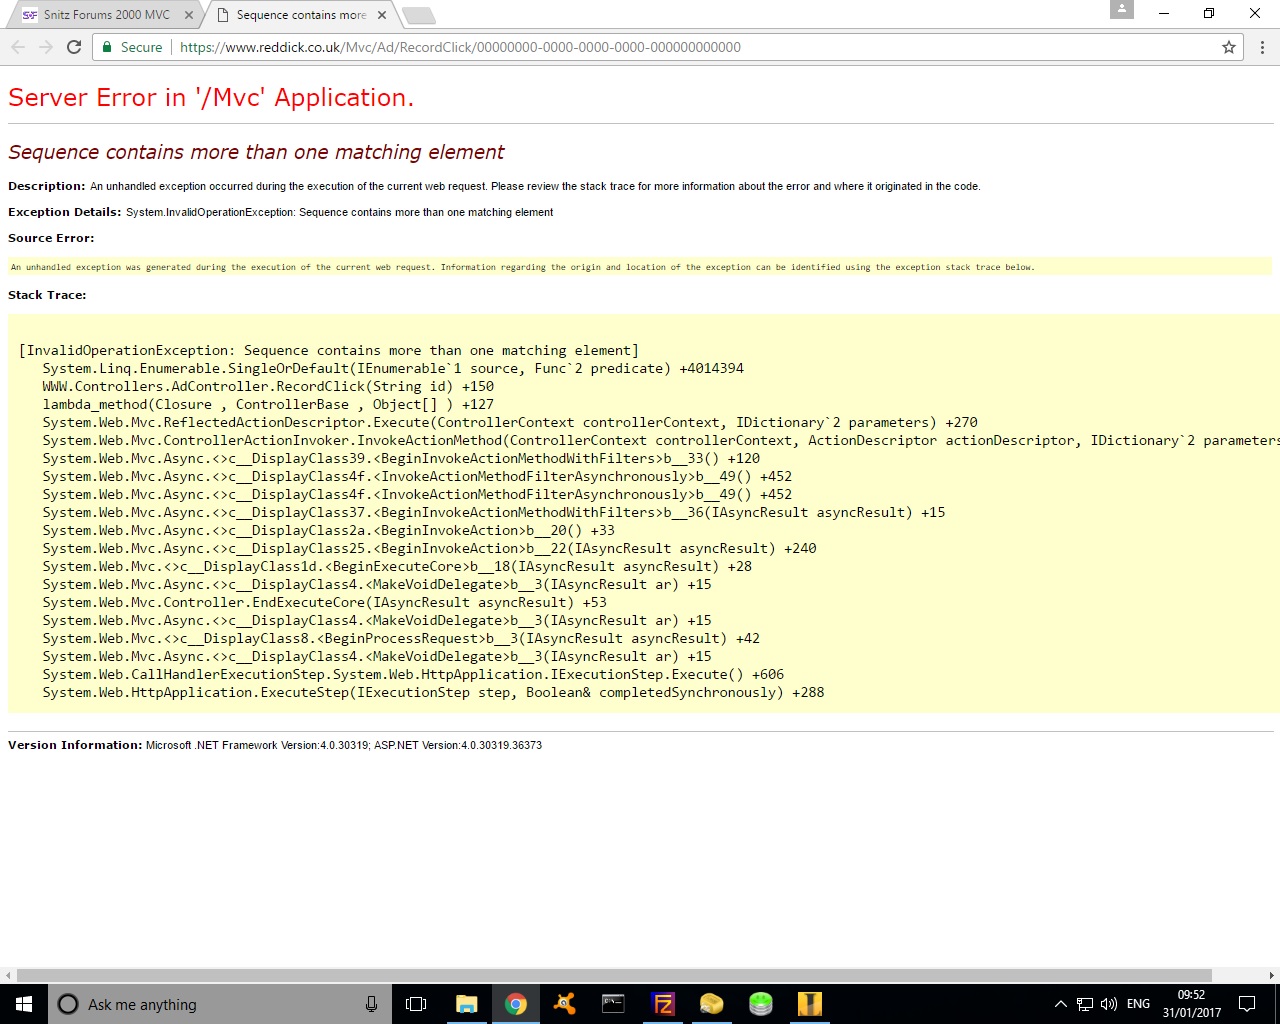 Snitz Forums 2000 MVC
Sequence contains more
Secure
https://www.reddick.co.uk/Mvc/Ad/RecordClick/00000000-0000-0000-0000-000000000000
Server Error in '/Mvc' Application.
Sequence contains more than one matching element
Description: An unhandled exception occurred during the execution of the current web request. Please review the stack trace for more information about the error and where it originated in the code.
Exception Details: System.InvalidOperationException: Sequence contains more than one matching element
Source Error:
An unhandled exception was generated during the execution of the current web request. Information regarding the origin and location of the exception can be identified using the exception stack trace below.
Stack Trace:
[InvalidOperationException: Sequence contains more than one matching element]
System.Linq.Enumerable.SingleOrDefault(IEnumerable`1 source, Func`2 predicate) +4014394
WWW.Controllers.AdController.RecordClick(String id) +150
lambda_method(Closure , ControllerBase , Object[] ) +127
System.Web.Mvc.ReflectedActionDescriptor.Execute(ControllerContext controllerContext, IDictionary`2 parameters) +270
System.Web.Mvc.ControllerActionInvoker.InvokeActionMethod(ControllerContext controllerContext, ActionDescriptor actionDescriptor, IDictionary`2 parameters
System.Web.Mvc.Async.<>c__DisplayClass39.<BeginInvokeActionMethodWithFilters>b__33() +120
System.Web.Mvc.Async.<>c__DisplayClass4f.<InvokeActionMethodFilterAsynchronously>b__49() +452
System.Web.Mvc.Async.<>c__DisplayClass4f.<InvokeActionMethodFilterAsynchronously>b__49() +452
System.Web.Mvc.Async.<>c__DisplayClass37.<BeginInvokeActionMethodWithFilters>b__36(IAsyncResult asyncResult) +15
System.Web.Mvc.Async.<>c__DisplayClass2a.<BeginInvokeAction>b__20() +33
System.Web.Mvc.Async.<>c__DisplayClass25.<BeginInvokeAction>b__22(IAsyncResult asyncResult) +240
System.Web.Mvc.<>c__DisplayClass1d.<BeginExecuteCore>b__18(IAsyncResult asyncResult) +28
System.Web.Mvc.Async.<>c__DisplayClass4.<MakeVoidDelegate>b__3(IAsyncResult ar) +15
System.Web.Mvc.Controller.EndExecuteCore(IAsyncResult asyncResult) +53
System.Web.Mvc.Async.<>c__DisplayClass4.<MakeVoidDelegate>b__3(IAsyncResult ar) +15
System.Web.Mvc.<>c__DisplayClass8.<BeginProcessRequest>b__3(IAsyncResult asyncResult) +42
System.Web.Mvc.Async.<>c__DisplayClass4.<MakeVoidDelegate>b__3(IAsyncResult ar) +15
System.Web.CallHandlerExecutionStep.System.Web.HttpApplication.IExecutionStep.Execute() +606
System.Web.HttpApplication.ExecuteStep(IExecutionStep step, Boolean& completedSynchronously) +288
Version Information: Microsoft .NET Framework Version:4.0.30319; ASP.NET Version:4.0.30319.36373
Ask me anything
ENG
09:52
31/01/2017